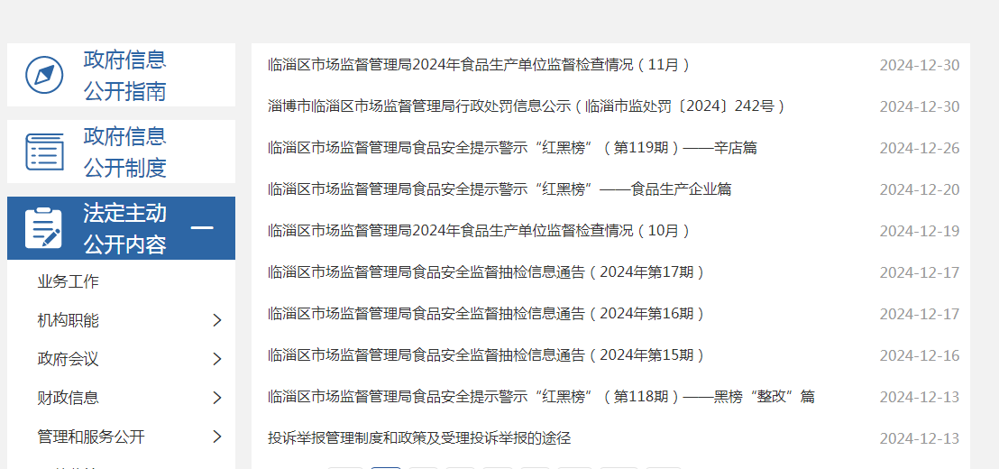 政府信息
公开指南
政府信息
公开制度
法定主动
公开内容
业务工作
机构职能
政府会议
财政信息
管理和服务公开
临淄区市场监督管理局2024年食品生产单位监督检查情况（11月） 2024-12-30
淄博市临淄区市场监督管理局行政处罚信息公示（临淄市监处罚〔2024〕242号） 2024-12-30
临淄区市场监督管理局食品安全提示警示“红黑榜”（第119期）——辛店篇 2024-12-26
临淄区市场监督管理局食品安全提示警示“红黑榜”——食品生产企业篇 2024-12-20
临淄区市场监督管理局2024年食品生产单位监督检查情况（10月） 2024-12-19
临淄区市场监督管理局食品安全监督抽检信息通告（2024年第17期） 2024-12-17
临淄区市场监督管理局食品安全监督抽检信息通告（2024年第16期） 2024-12-17
临淄区市场监督管理局食品安全监督抽检信息通告（2024年第15期） 2024-12-16
临淄区市场监督管理局食品安全提示警示“红黑榜”（第118期）——黑榜“整改”篇 2024-12-13
投诉举报管理制度和政策及受理投诉举报的途径 2024-12-13